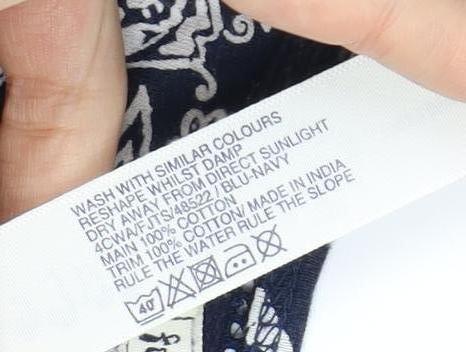 WASH WITH SIMILAR COLOURS
RESHAPE WHILST DAMP
DRY AWAY FROM DIRECT SUNLIGHT
4CWA/FJTS/48522 / BLU-NAVY
MAIN 100% COTTON
TRIM 100% COTTON/ MADE IN INDIA
RULE THE WATER RULE THE SLOPE
40°